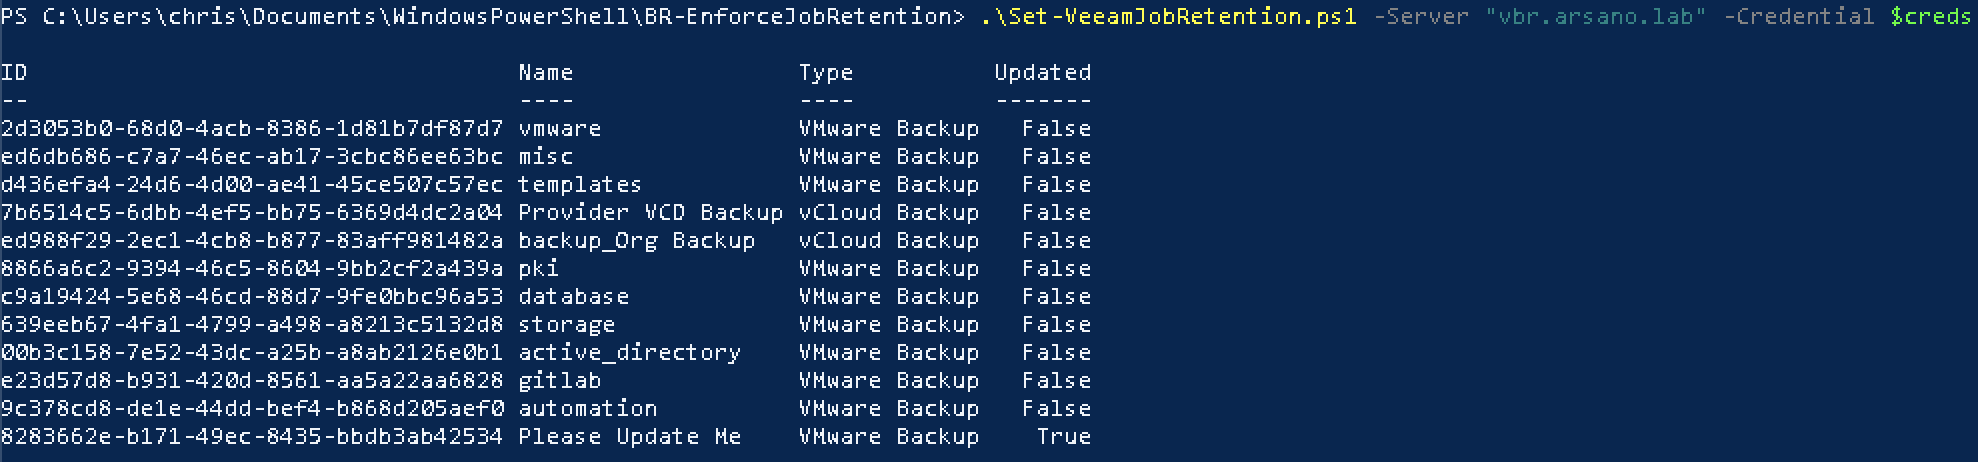 PS C:\Users\chris\Documents\WindowsPowerShell\BR-EnforceJobRetention> .\Set-VeeamJobRetention.ps1 -Server "vbr.arsano.lab" -Credential $creds
ID Name Type Updated
-- ---- ---- -------
2d3053b0-68d0-4acb-8386-1d81b7df87d7 vmware VMware Backup False
ed6db686-c7a7-46ec-ab17-3cbc86ee63bc misc VMware Backup False
d436efa4-24d6-4d00-ae41-45ce507c57ec templates VMware Backup False
7b6514c5-6dbb-4ef5-bb75-6369d4dc2a04 Provider VCD Backup vCloud Backup False
ed988f29-2ec1-4cb8-b877-83aff981482a backup_Org Backup vCloud Backup False
8866a6c2-9394-46c5-8604-9bb2cf2a439a pki VMware Backup False
c9a19424-5e68-46cd-88d7-9fe0bbc96a53 database VMware Backup False
639eeb67-4fa1-4799-a498-a8213c5132d8 storage VMware Backup False
00b3c158-7e52-43dc-a25b-a8ab2126e0b1 active_directory VMware Backup False
e23d57d8-b931-420d-8561-aa5a22aa6828 gitlab VMware Backup False
9c378cd8-de1e-44dd-bef4-b868d205aef0 automation VMware Backup False
8283662e-b171-49ec-8435-bbdb3ab42534 Please Update Me VMware Backup True